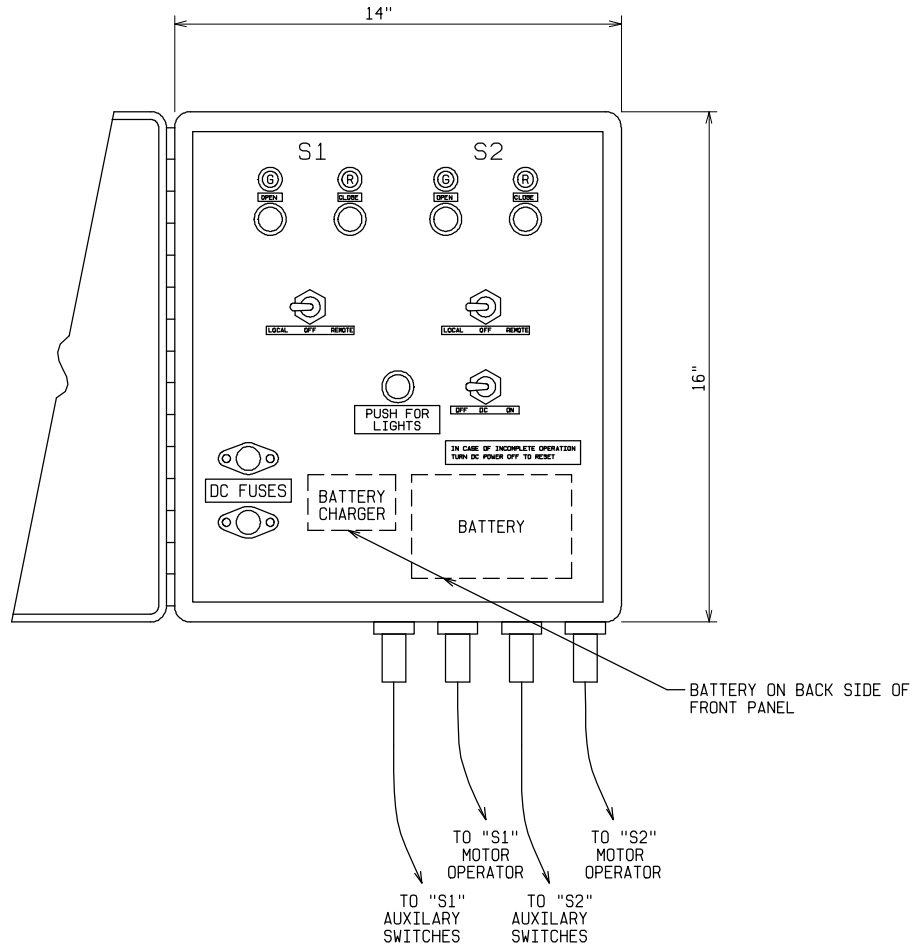 14"
S1 S2
G R G R
OPEN CLOSE OPEN CLOSE
LOCAL OFF REMOTE LOCAL OFF REMOTE
16"
OFF DC ON
PUSH FOR
LIGHTS
IN CASE OF INCOMPLETE OPERATION
TURN DC POWER OFF TO RESET
DC FUSES
BATTERY
CHARGER
BATTERY
BATTERY ON BACK SIDE OF
FRONT PANEL
TO "S1"
MOTOR
OPERATOR
TO "S2"
MOTOR
OPERATOR
TO "S1"
AUXILARY
SWITCHES
TO "S2"
AUXILARY
SWITCHES